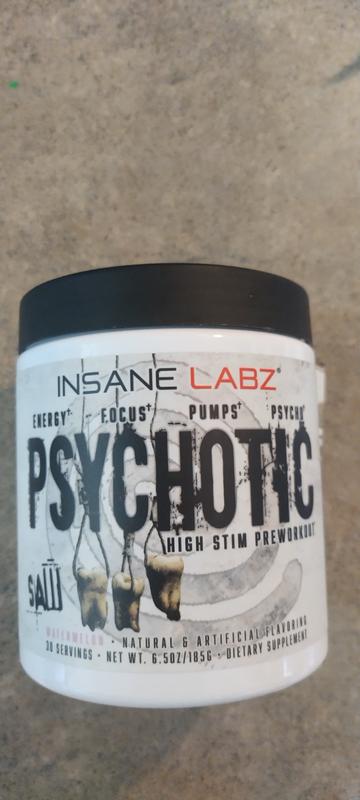 INSANE LABZ®
ENERGY† FOCUS† PUMPS† PSYCHO†
PSYCHOTIC
HIGH STIM PREWORKOUT
SAW
WATERMELON • NATURAL & ARTIFICIAL FLAVORING
30 SERVINGS • NET WT. 6.5OZ/185G • DIETARY SUPPLEMENT